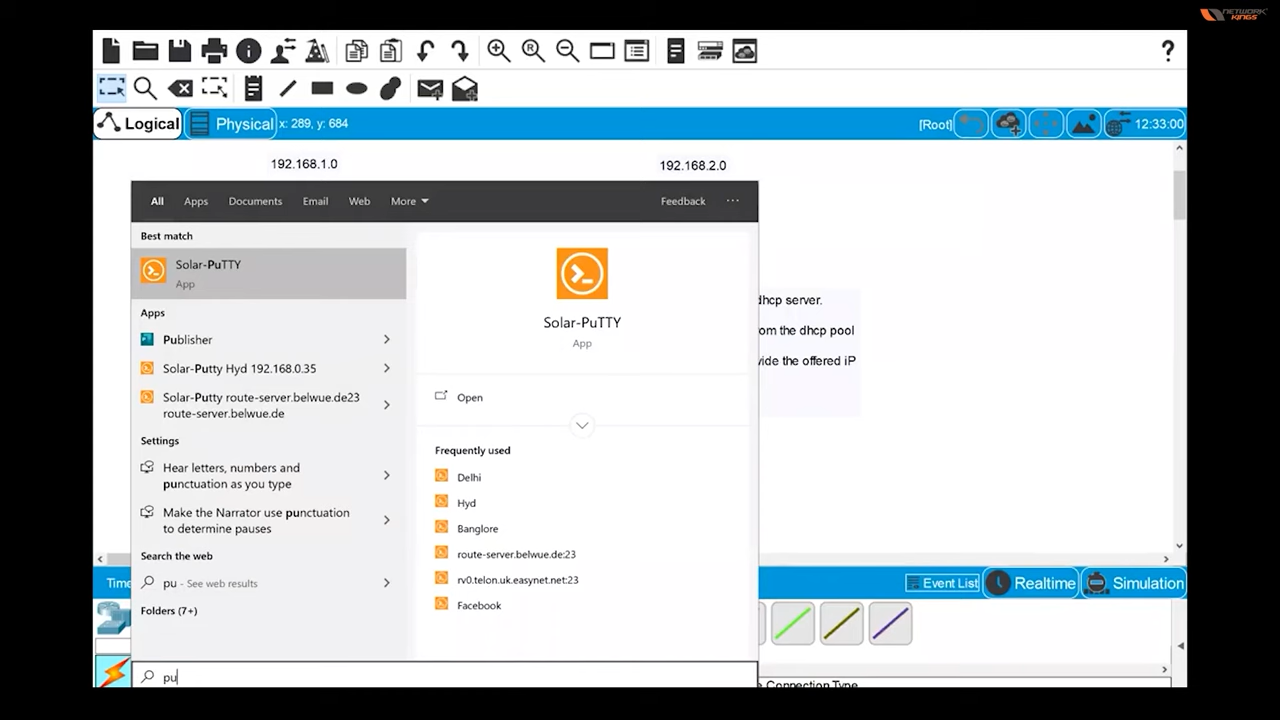 NETWORK KINGS
?
Logical
Physical
x: 289, y: 684
[Root]
12:33:00
192.168.1.0
192.168.2.0
All
Apps
Documents
Email
Web
More
Feedback
...
Best match
Solar-PuTTY
App
Apps
Publisher
Solar-Putty Hyd 192.168.0.35
Solar-Putty route-server.belwue.de23
route-server.belwue.de
Settings
Hear letters, numbers and
punctuation as you type
Make the Narrator use punctuation
to determine pauses
Search the web
pu - See web results
Folders (7+)
Solar-PuTTY
App
Open
Frequently used
Delhi
Hyd
Banglore
route-server.belwue.de:23
rv0.telon.uk.easynet.net:23
Facebook
dhcp server.
om the dhcp pool
vide the offered iP
Time
Event List
Realtime
Simulation
pu
e Connection Type